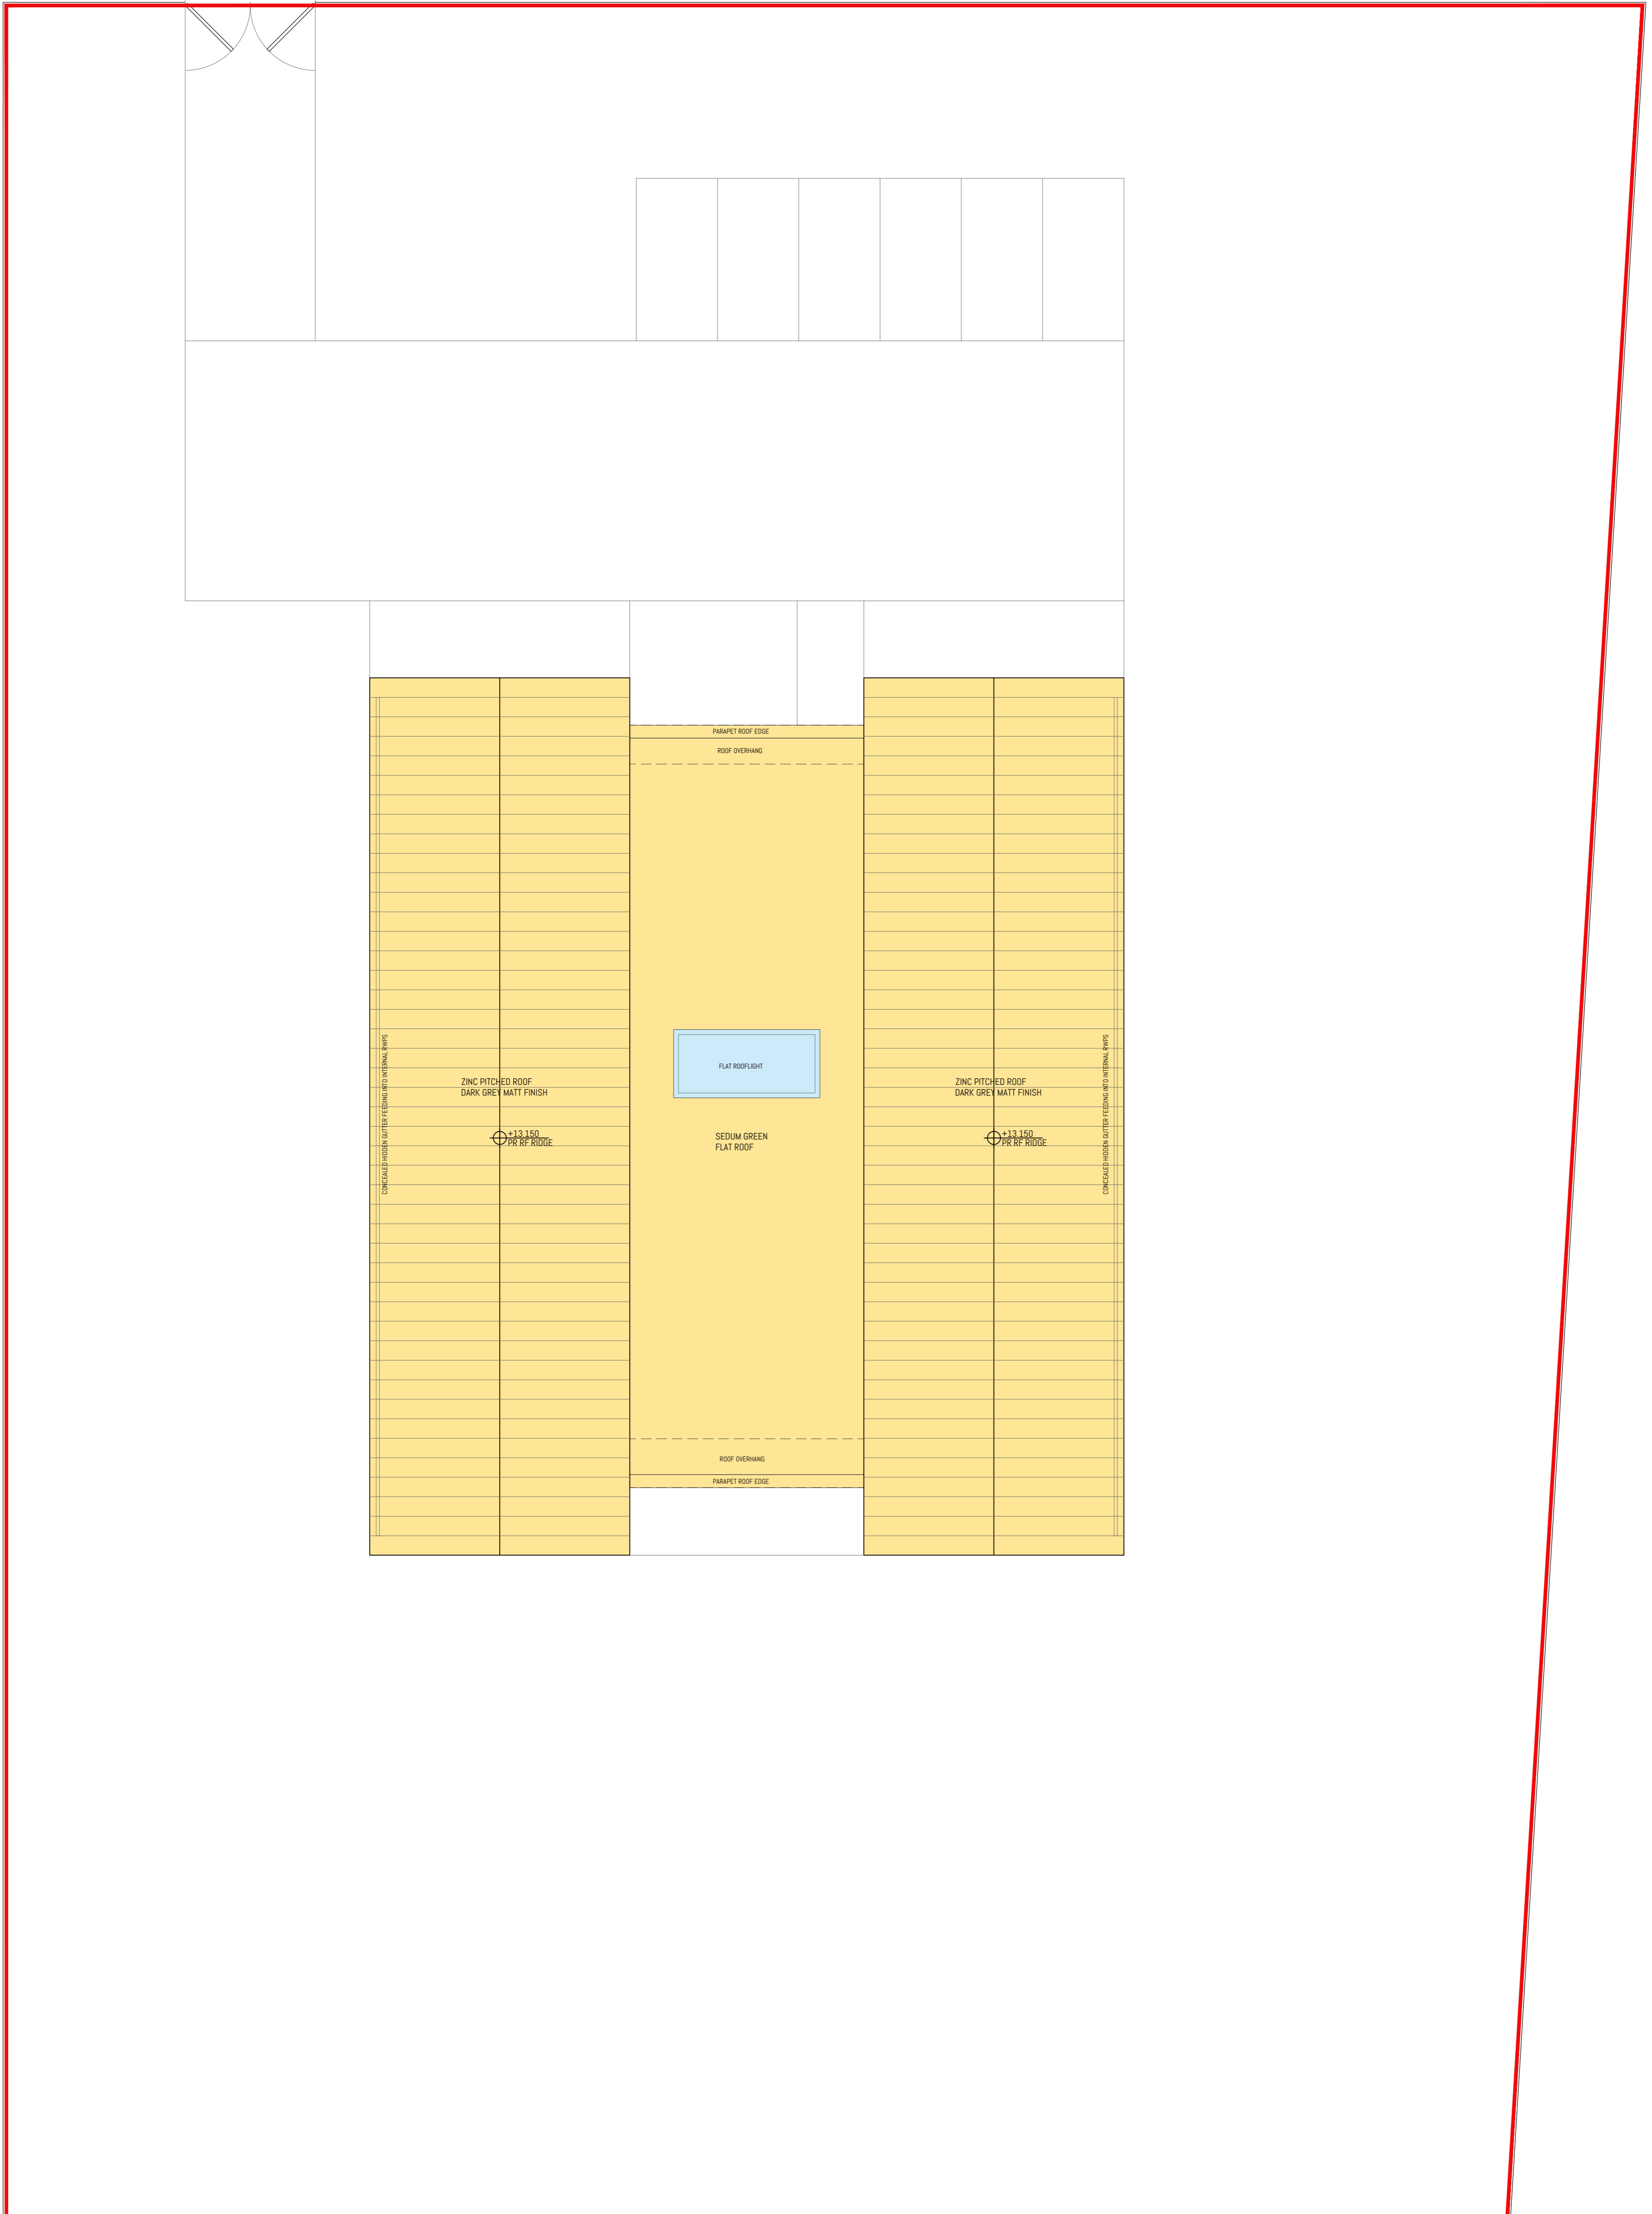 PARAPET ROOF EDGE
ROOF OVERHANG
FLAT ROOFLIGHT
CONCEALED HIDDEN GUTTER FEEDING INTO INTERNAL RWPS
ZINC PITCHED ROOF
DARK GREY MATT FINISH
+13.150
PR RF RIDGE
SEDUM GREEN
FLAT ROOF
ZINC PITCHED ROOF
DARK GREY MATT FINISH
+13.150
PR RF RIDGE
CONCEALED HIDDEN GUTTER FEEDING INTO INTERNAL RWPS
ROOF OVERHANG
PARAPET ROOF EDGE